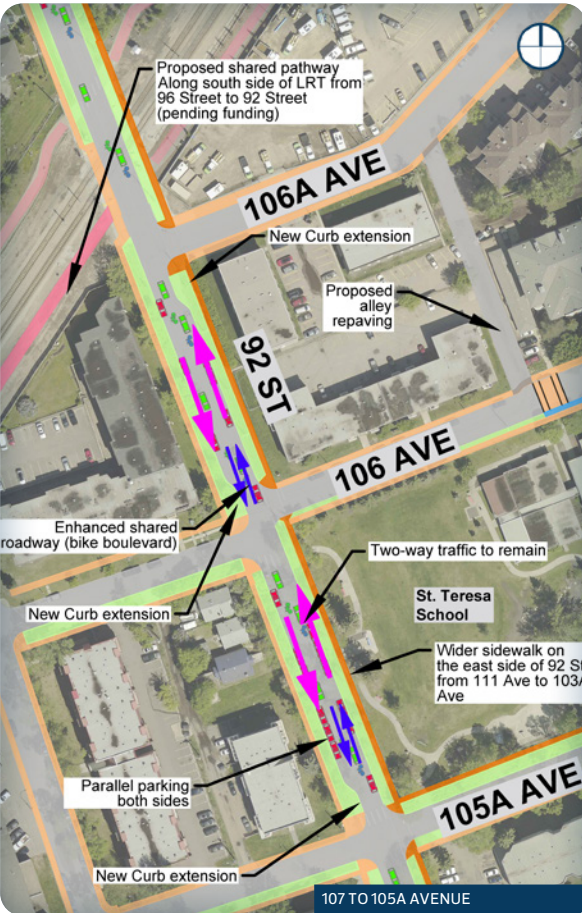 Proposed shared pathway
Along south side of LRT from
96 Street to 92 Street
(pending funding)
106A AVE
New Curb extension
Proposed
alley
repaving
92 ST
106 AVE
Enhanced shared
roadway (bike boulevard)
Two-way traffic to remain
New Curb extension
St. Teresa
School
Wider sidewalk on
the east side of 92 St
from 111 Ave to 103A
Ave
Parallel parking
both sides
105A AVE
New Curb extension
107 TO 105A AVENUE